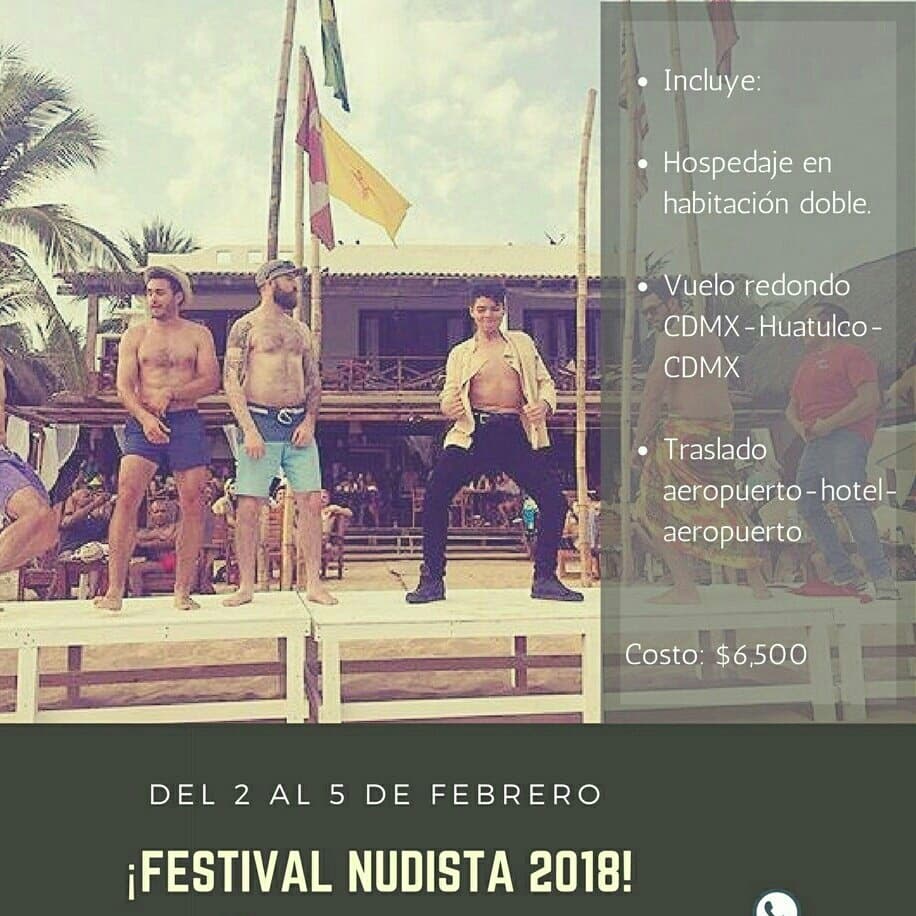 Incluye:
Hospedaje en
habitación doble.
Vuelo redondo
CDMX-Huatulco-
CDMX
Traslado
aeropuerto-hotel-
aeropuerto
Costo: $6,500
DEL 2 AL 5 DE FEBRERO
¡FESTIVAL NUDISTA 2018!